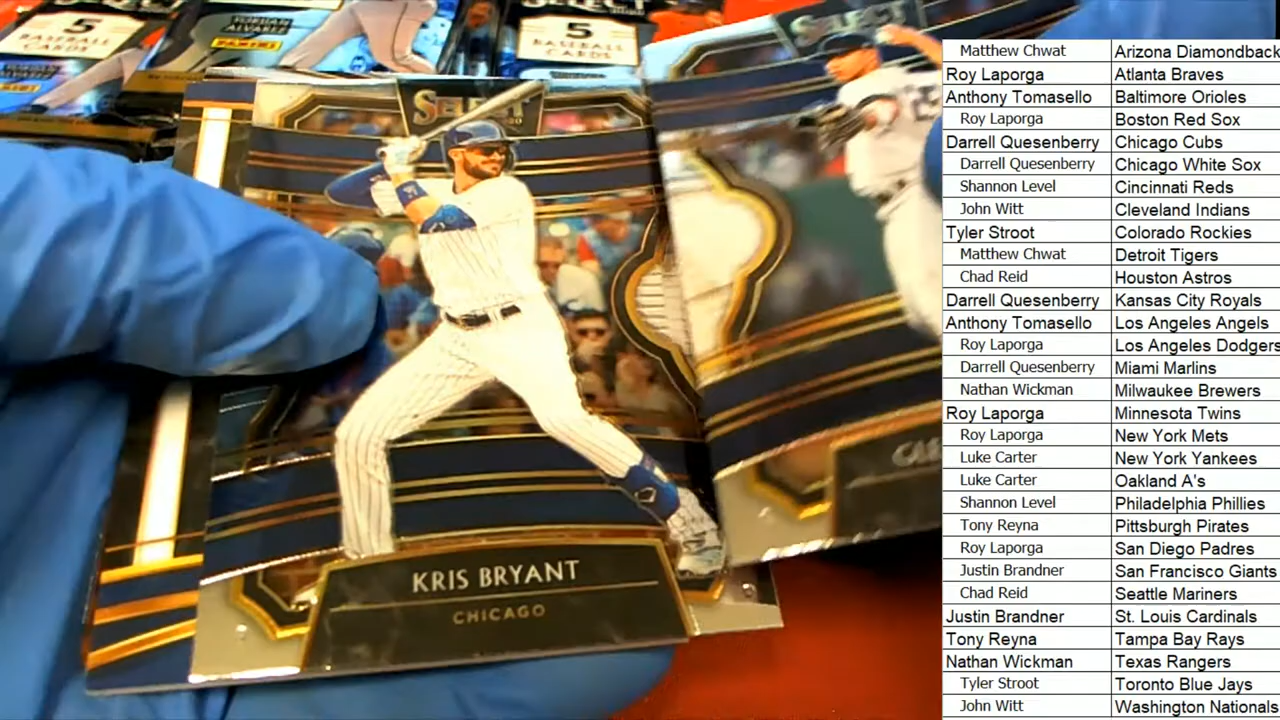 5
BASEBALL
CARDS
YORDAN
ALVAREZ
PANINI
SELECT
5
BASEBALL
CARDS
SELECT
SELECT
KRIS BRYANT
CHICAGO
Matthew Chwat Arizona Diamondback
Roy Laporga Atlanta Braves
Anthony Tomasello Baltimore Orioles
Roy Laporga Boston Red Sox
Darrell Quesenberry Chicago Cubs
Darrell Quesenberry Chicago White Sox
Shannon Level Cincinnati Reds
John Witt Cleveland Indians
Tyler Stroot Colorado Rockies
Matthew Chwat Detroit Tigers
Chad Reid Houston Astros
Darrell Quesenberry Kansas City Royals
Anthony Tomasello Los Angeles Angels
Roy Laporga Los Angeles Dodgers
Darrell Quesenberry Miami Marlins
Nathan Wickman Milwaukee Brewers
Roy Laporga Minnesota Twins
Roy Laporga New York Mets
Luke Carter New York Yankees
Luke Carter Oakland A's
Shannon Level Philadelphia Phillies
Tony Reyna Pittsburgh Pirates
Roy Laporga San Diego Padres
Justin Brandner San Francisco Giants
Chad Reid Seattle Mariners
Justin Brandner St. Louis Cardinals
Tony Reyna Tampa Bay Rays
Nathan Wickman Texas Rangers
Tyler Stroot Toronto Blue Jays
John Witt Washington Nationals